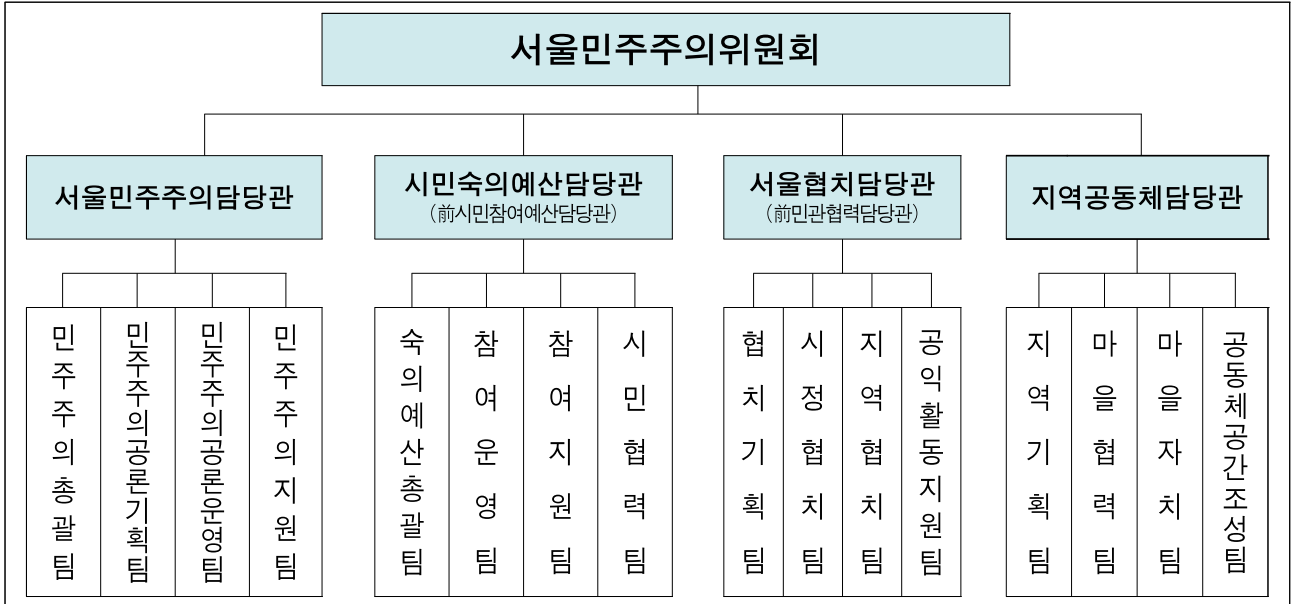 서울민주주의위원회
서울민주주의담당관
시민숙의예산담당관
(前시민참여예산담당관)
서울협치담당관
(前민관협력담당관)
지역공동체담당관
민주주의총괄팀
민주주의공론기획팀
민주주의공론운영팀
민주주의지원팀
숙의예산총괄팀
참여운영팀
참여지원팀
시민협력팀
협치기획팀
시정협치팀
지역협치팀
공익활동지원팀
지역기획팀
마을협력팀
마을자치팀
공동체공간조성팀